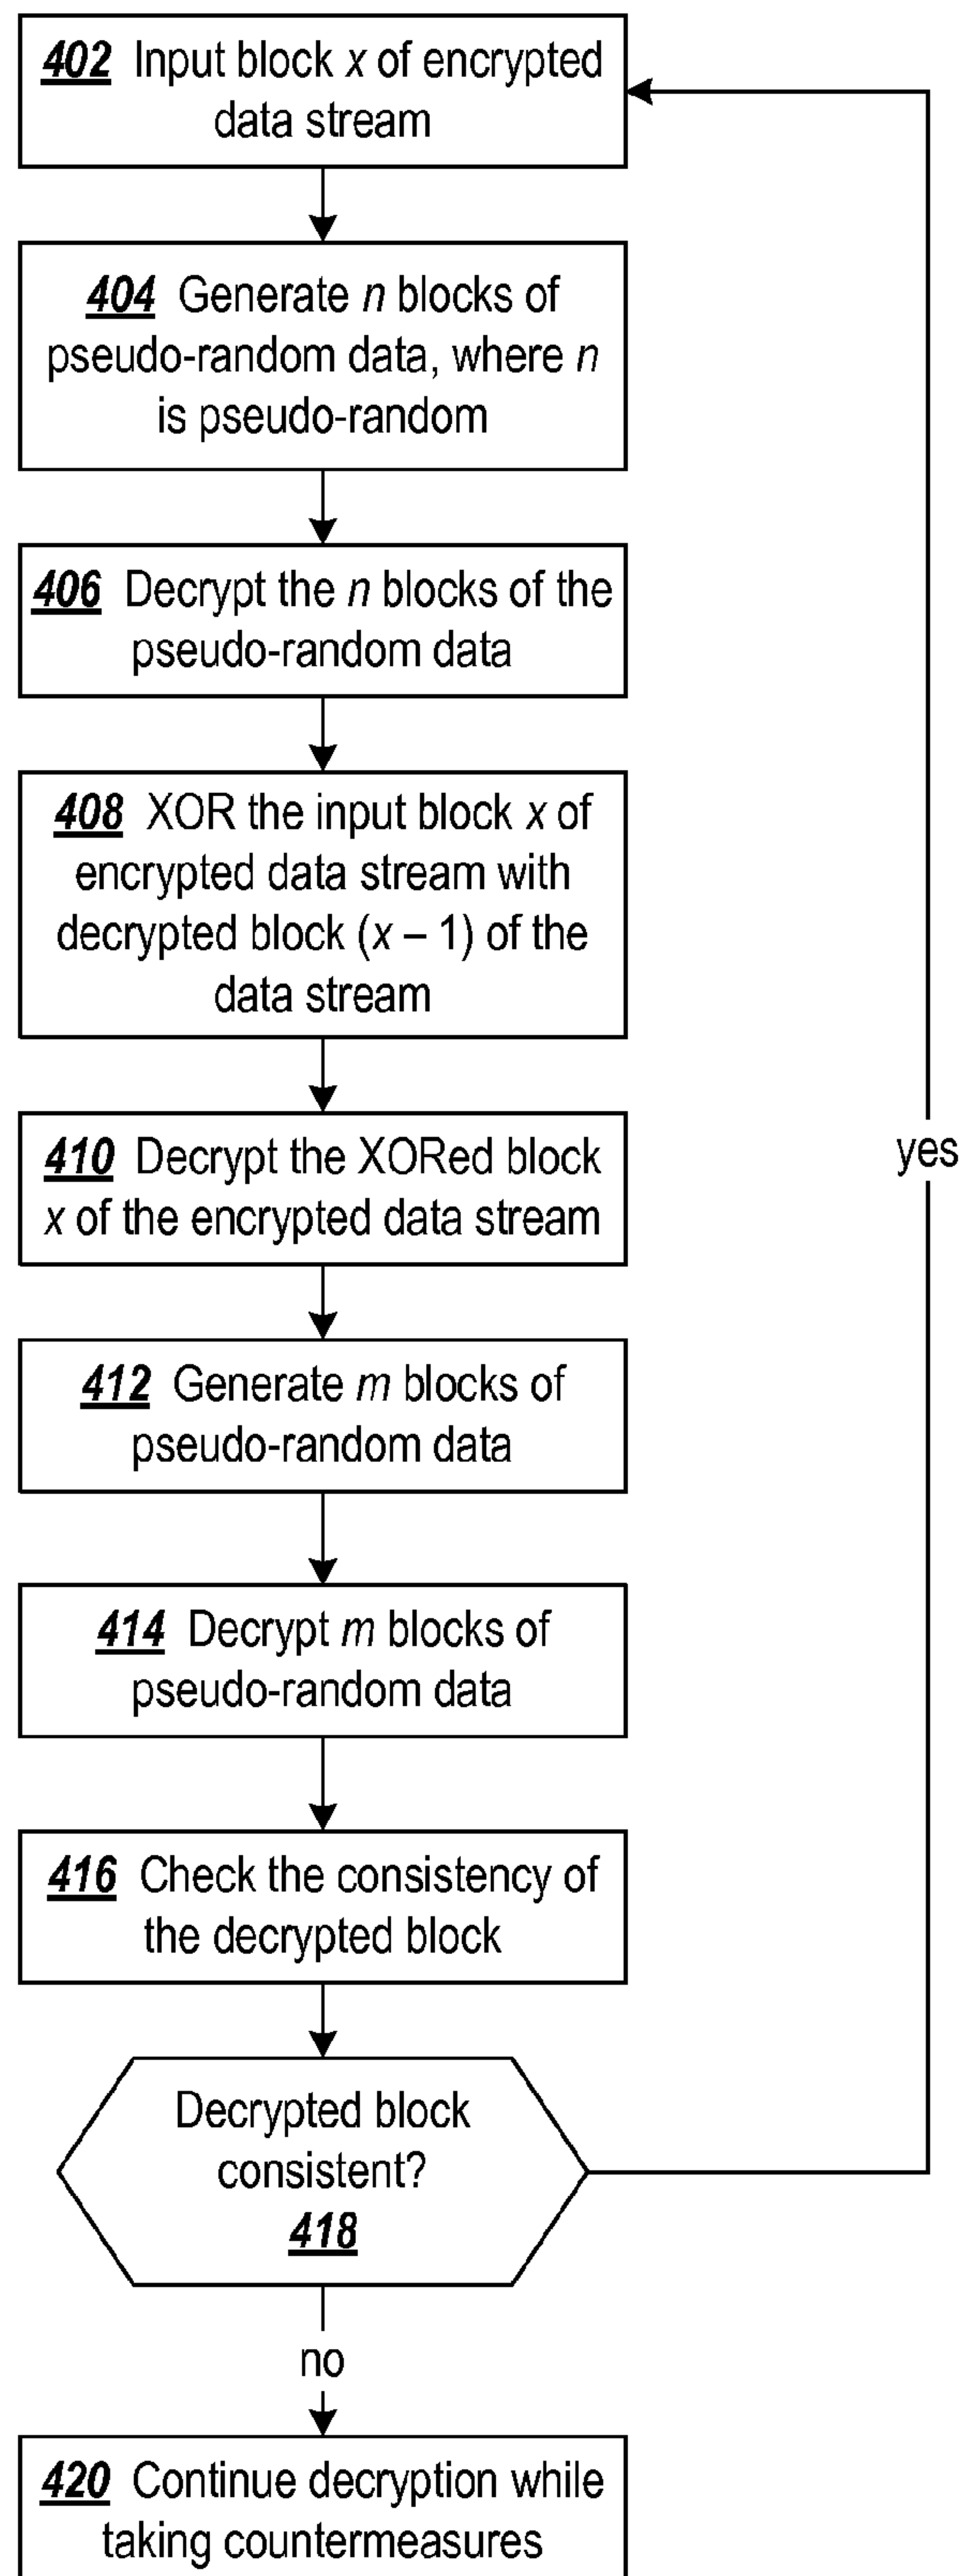 402 Input block x of encrypted
data stream
404 Generate n blocks of
pseudo-random data, where n
is pseudo-random
406 Decrypt the n blocks of the
pseudo-random data
408 XOR the input block x of
encrypted data stream with
decrypted block (x – 1) of the
data stream
410 Decrypt the XORed block
x of the encrypted data stream
yes
412 Generate m blocks of
pseudo-random data
414 Decrypt m blocks of
pseudo-random data
416 Check the consistency of
the decrypted block
Decrypted block
consistent?
418
no
420 Continue decryption while
taking countermeasures